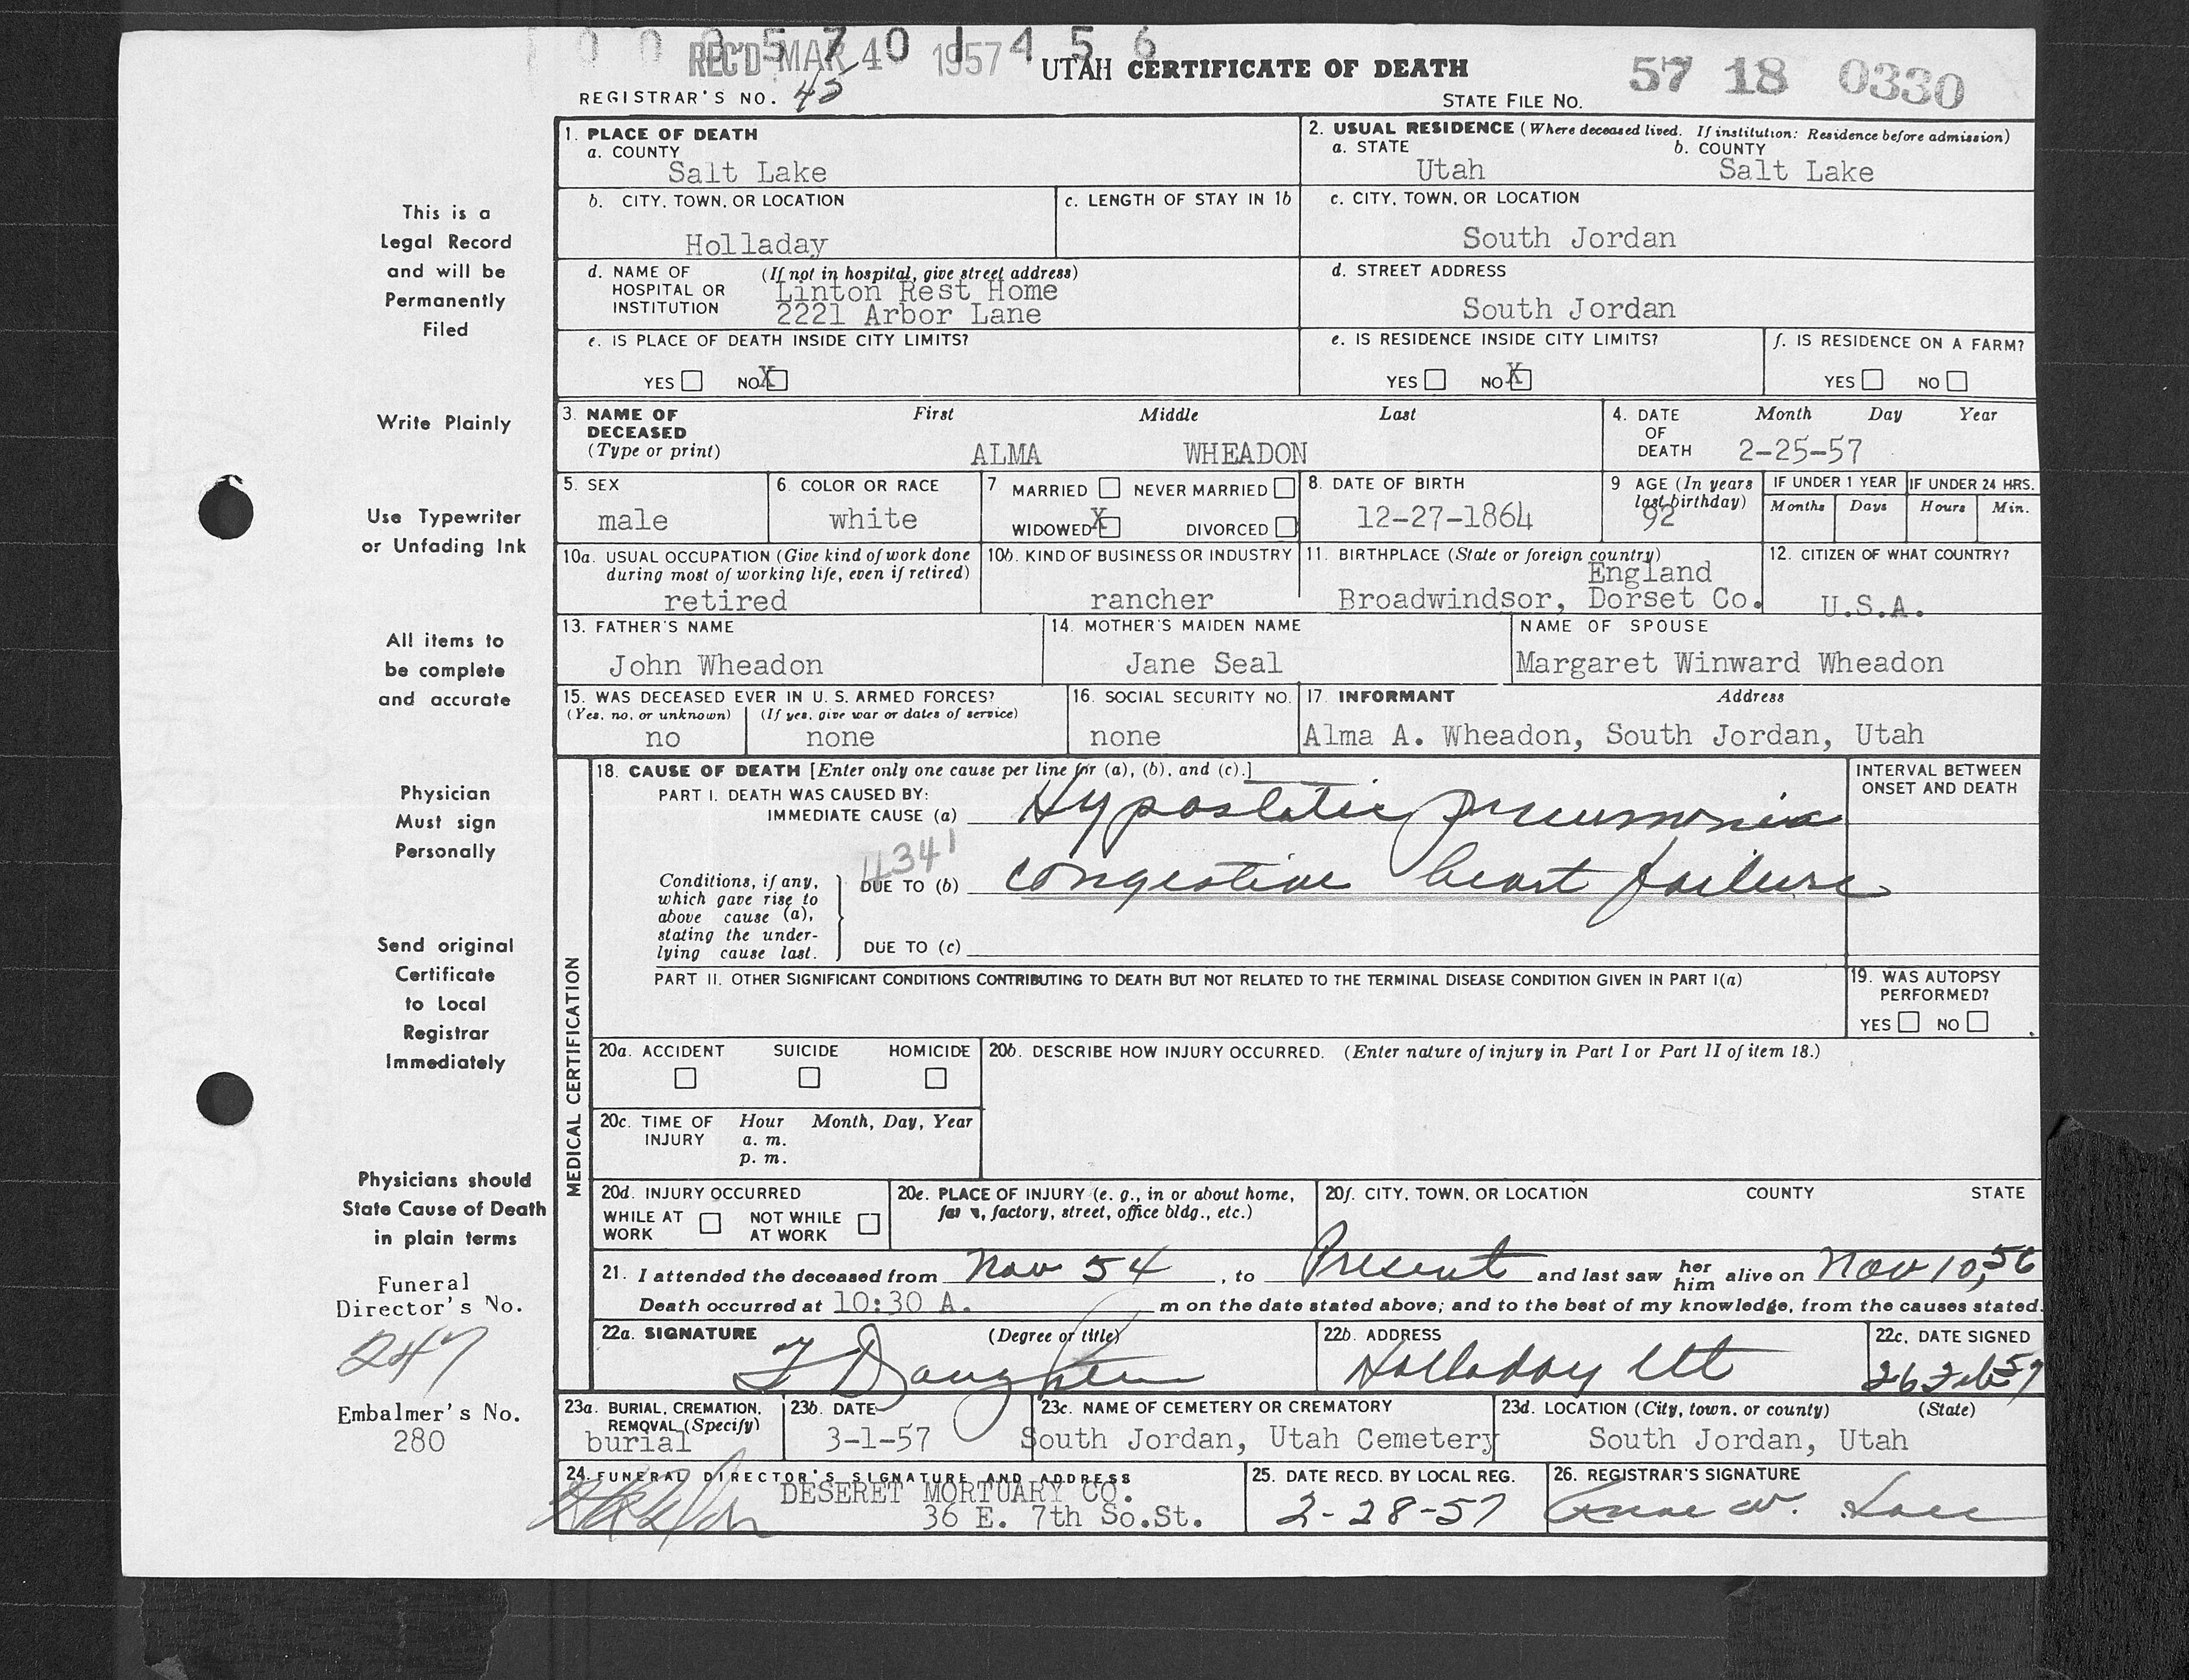 0 0 0 5 7 0 1 4 5 6
REC'D MAR 4 1957
UTAH CERTIFICATE OF DEATH
57 18 0330
REGISTRAR'S NO. 45
STATE FILE No.
1. PLACE OF DEATH
a. COUNTY
Salt Lake
2. USUAL RESIDENCE (Where deceased lived. If institution: Residence before admission)
a. STATE b. COUNTY
Utah Salt Lake
b. CITY, TOWN, OR LOCATION
Holladay
c. LENGTH OF STAY IN 1b
c. CITY, TOWN, OR LOCATION
South Jordan
d. NAME OF (If not in hospital, give street address)
HOSPITAL OR Linton Rest Home
INSTITUTION 2221 Arbor Lane
d. STREET ADDRESS
South Jordan
e. IS PLACE OF DEATH INSIDE CITY LIMITS?
YES NO X
e. IS RESIDENCE INSIDE CITY LIMITS?
YES NO X
f. IS RESIDENCE ON A FARM?
YES NO
3. NAME OF First Middle Last
DECEASED
(Type or print) ALMA WHEADON
4. DATE Month Day Year
OF
DEATH 2-25-57
5. SEX
male
6. COLOR OR RACE
white
7 MARRIED NEVER MARRIED
WIDOWED X DIVORCED
8. DATE OF BIRTH
12-27-1864
9 AGE (In years
last birthday)
92
IF UNDER 1 YEAR
Months Days
IF UNDER 24 HRS.
Hours Min.
10a. USUAL OCCUPATION (Give kind of work done
during most of working life, even if retired)
retired
10b. KIND OF BUSINESS OR INDUSTRY
rancher
11. BIRTHPLACE (State or foreign country)
England
Broadwindsor, Dorset Co.
12. CITIZEN OF WHAT COUNTRY?
U.S.A.
13. FATHER'S NAME
John Wheadon
14. MOTHER'S MAIDEN NAME
Jane Seal
NAME OF SPOUSE
Margaret Winward Wheadon
15. WAS DECEASED EVER IN U. S. ARMED FORCES?
(Yes, no, or unknown) (If yes, give war or dates of service)
no none
16. SOCIAL SECURITY NO.
none
17. INFORMANT Address
Alma A. Wheadon, South Jordan, Utah
MEDICAL CERTIFICATION
18. CAUSE OF DEATH [Enter only one cause per line for (a), (b), and (c).]
PART I. DEATH WAS CAUSED BY:
IMMEDIATE CAUSE (a) Hypostatic pneumonia
INTERVAL BETWEEN
ONSET AND DEATH
4341
Conditions, if any,
which gave rise to
above cause (a),
stating the under-
lying cause last.
DUE TO (b) congestive heart failure
DUE TO (c)
PART II. OTHER SIGNIFICANT CONDITIONS CONTRIBUTING TO DEATH BUT NOT RELATED TO THE TERMINAL DISEASE CONDITION GIVEN IN PART I(a)
19. WAS AUTOPSY
PERFORMED?
YES NO
20a. ACCIDENT SUICIDE HOMICIDE
20b. DESCRIBE HOW INJURY OCCURRED. (Enter nature of injury in Part I or Part II of item 18.)
20c. TIME OF Hour Month, Day, Year
INJURY a. m.
p. m.
20d. INJURY OCCURRED
WHILE AT NOT WHILE
WORK AT WORK
20e. PLACE OF INJURY (e. g., in or about home,
farm, factory, street, office bldg., etc.)
20f. CITY, TOWN, OR LOCATION COUNTY STATE
21. I attended the deceased from Nov 54, to Present and last saw her him alive on Nov 10, 56
Death occurred at 10:30 A. m on the date stated above; and to the best of my knowledge, from the causes stated.
22a. SIGNATURE (Degree or title)
22b. ADDRESS
Holladay Ut
22c. DATE SIGNED
26 Feb 57
23a. BURIAL, CREMATION,
REMOVAL (Specify)
burial
23b. DATE
3-1-57
23c. NAME OF CEMETERY OR CREMATORY
South Jordan, Utah Cemetery
23d. LOCATION (City, town, or county) (State)
South Jordan, Utah
24. FUNERAL DIRECTOR'S SIGNATURE AND ADDRESS
DESERET MORTUARY CO.
36 E. 7th So.St.
25. DATE RECD. BY LOCAL REG.
2-28-57
26. REGISTRAR'S SIGNATURE
This is a
Legal Record
and will be
Permanently
Filed
Write Plainly
Use Typewriter
or Unfading Ink
All items to
be complete
and accurate
Physician
Must sign
Personally
Send original
Certificate
to Local
Registrar
Immediately
Physicians should
State Cause of Death
in plain terms
Funeral
Director's No.
247
Embalmer's No.
280